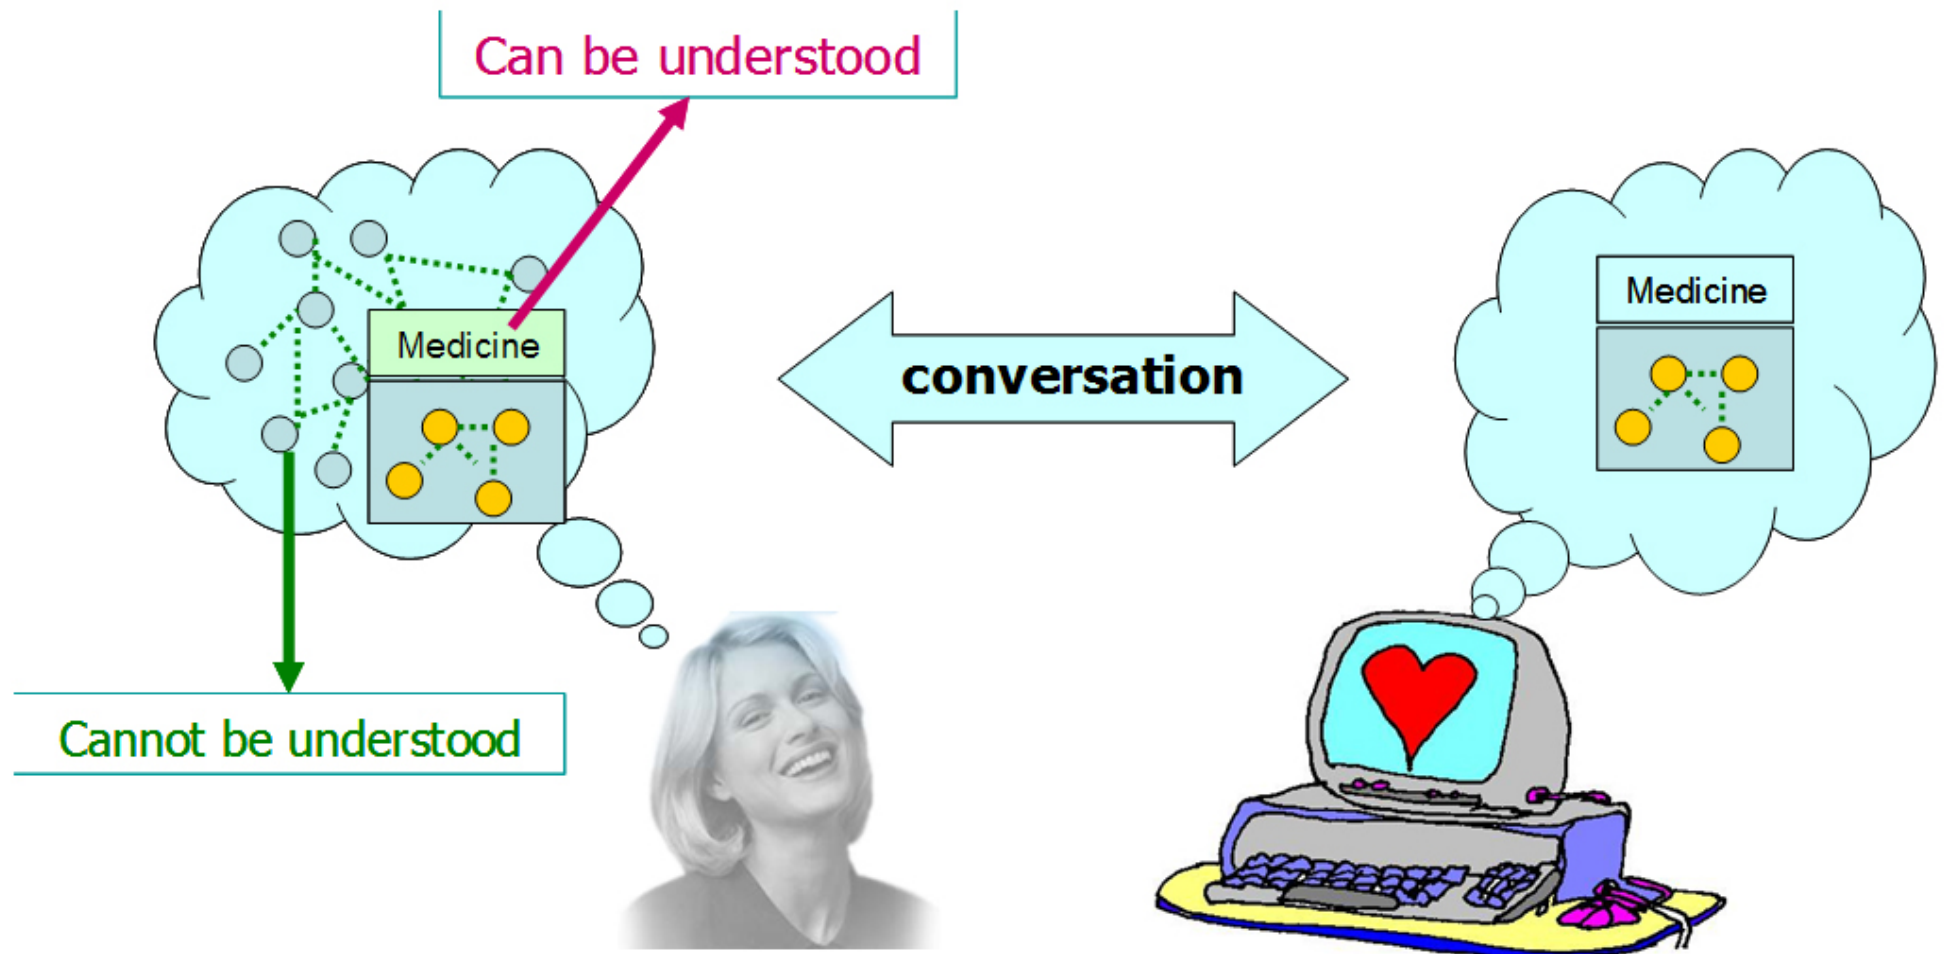 Can be understood
Medicine
Medicine
conversation
Cannot be understood